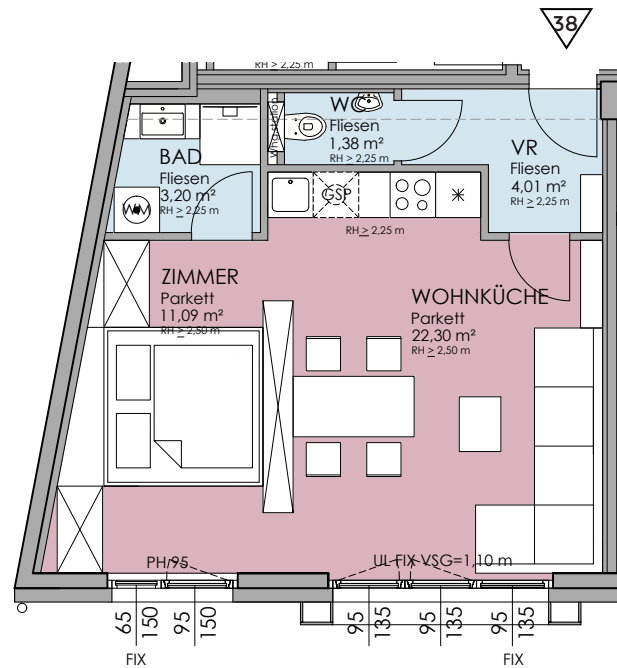 38
RH ≥ 2,25 m
WC
Fliesen
1,38 m²
RH ≥ 2,25 m
Whg.station
BAD
Fliesen
3,20 m²
RH ≥ 2,25 m
VR
Fliesen
4,01 m²
RH ≥ 2,25 m
WM
GSP
RH ≥ 2,25 m
ZIMMER
Parkett
11,09 m²
RH ≥ 2,50 m
WOHNKÜCHE
Parkett
22,30 m²
RH ≥ 2,50 m
PH 95
UL FIX VSG=1,10 m
65
150
95
150
95
135
95
135
95
135
FIX
FIX